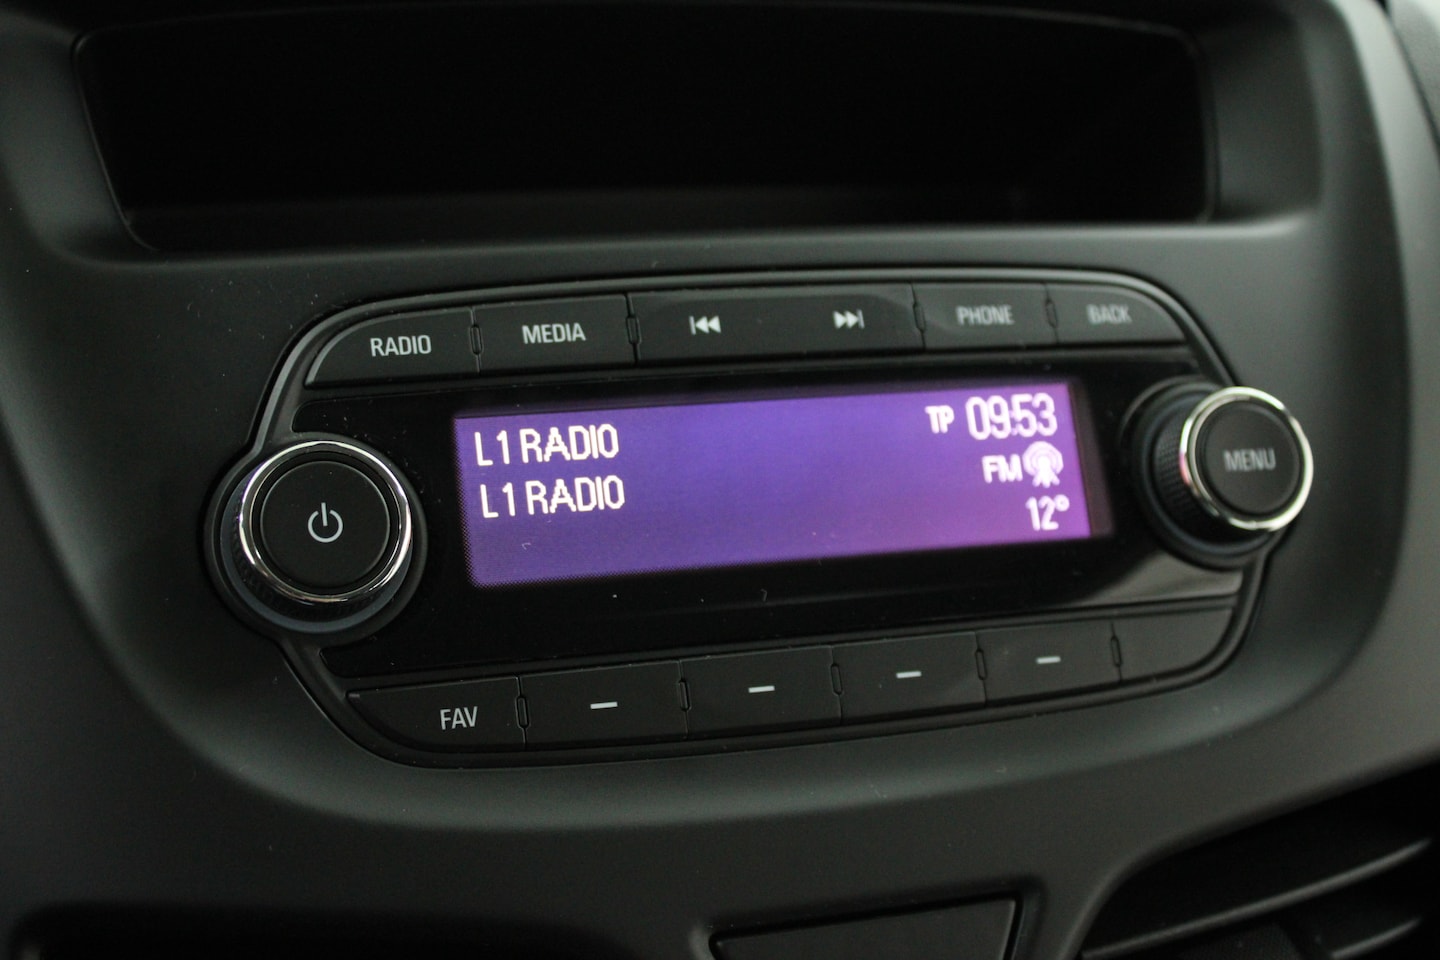 RADIO MEDIA PHONE BACK
L1 RADIO TP 09:53
L1 RADIO FM
12°
MENU
FAV